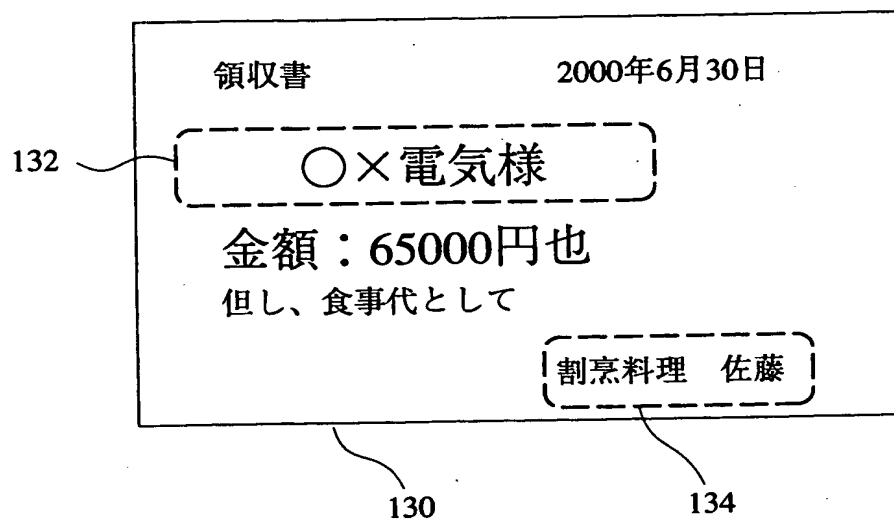 領収書 2000年6月30日
132
○×電気様
金額：65000円也
但し、食事代として
割烹料理 佐藤
130
134